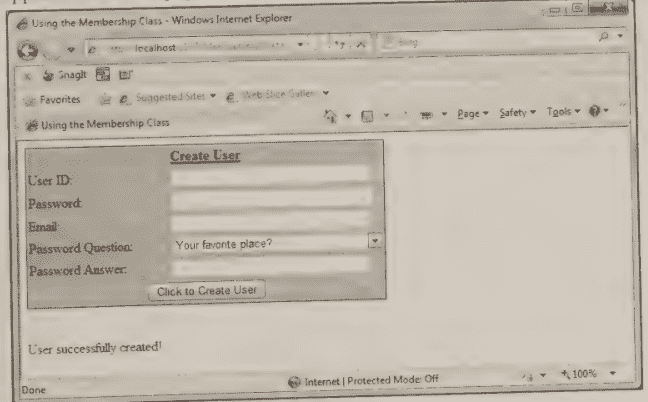 Using the Membership Class - Windows Internet Explorer
localhost
Snagit
Favorites Suggested Sites Web Slice Gallery
Using the Membership Class Page Safety Tools
Create User
User ID:
Password:
Email:
Password Question: Your favorite place?
Password Answer:
Click to Create User
User successfully created!
Done Internet | Protected Mode: Off 100%